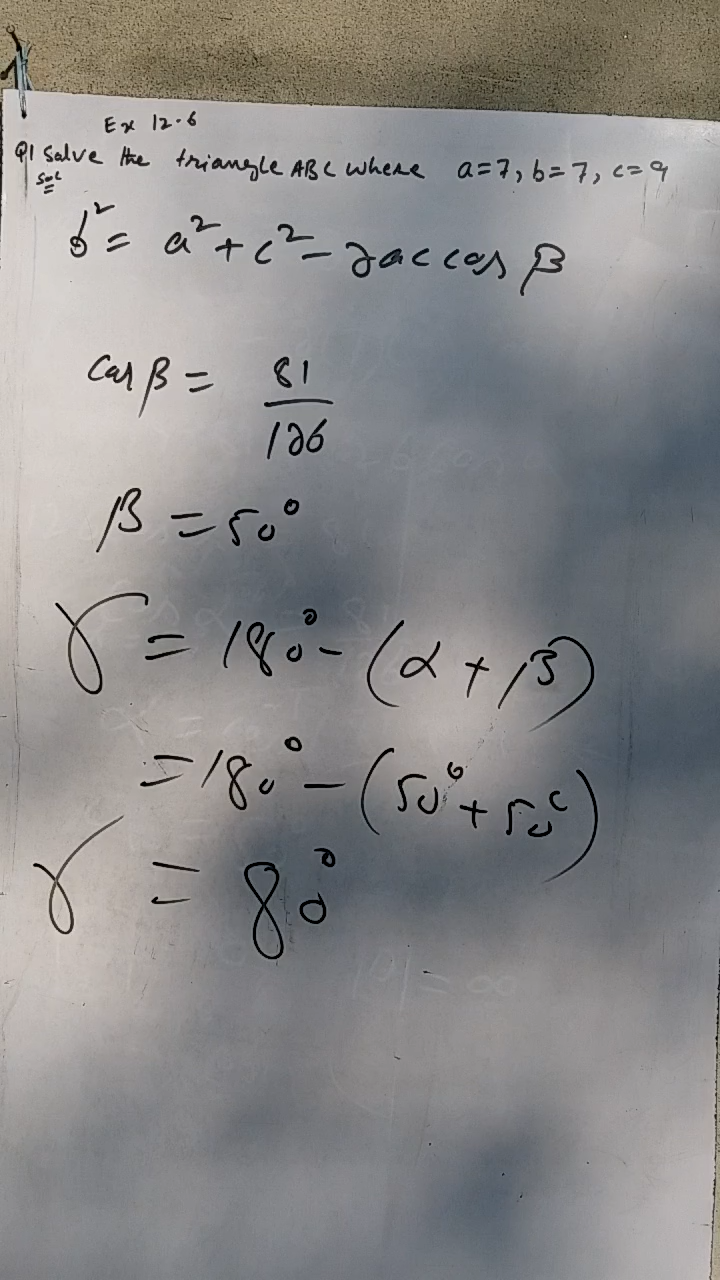 Ex 12.6
Q1 Solve the triangle ABC where a=7, b=7, c=9
Sol
b² = a² + c² - 2ac cos β
cos β = 81/126
β = 50°
γ = 180° - (α + β)
= 180° - (50° + 50°)
γ = 80°